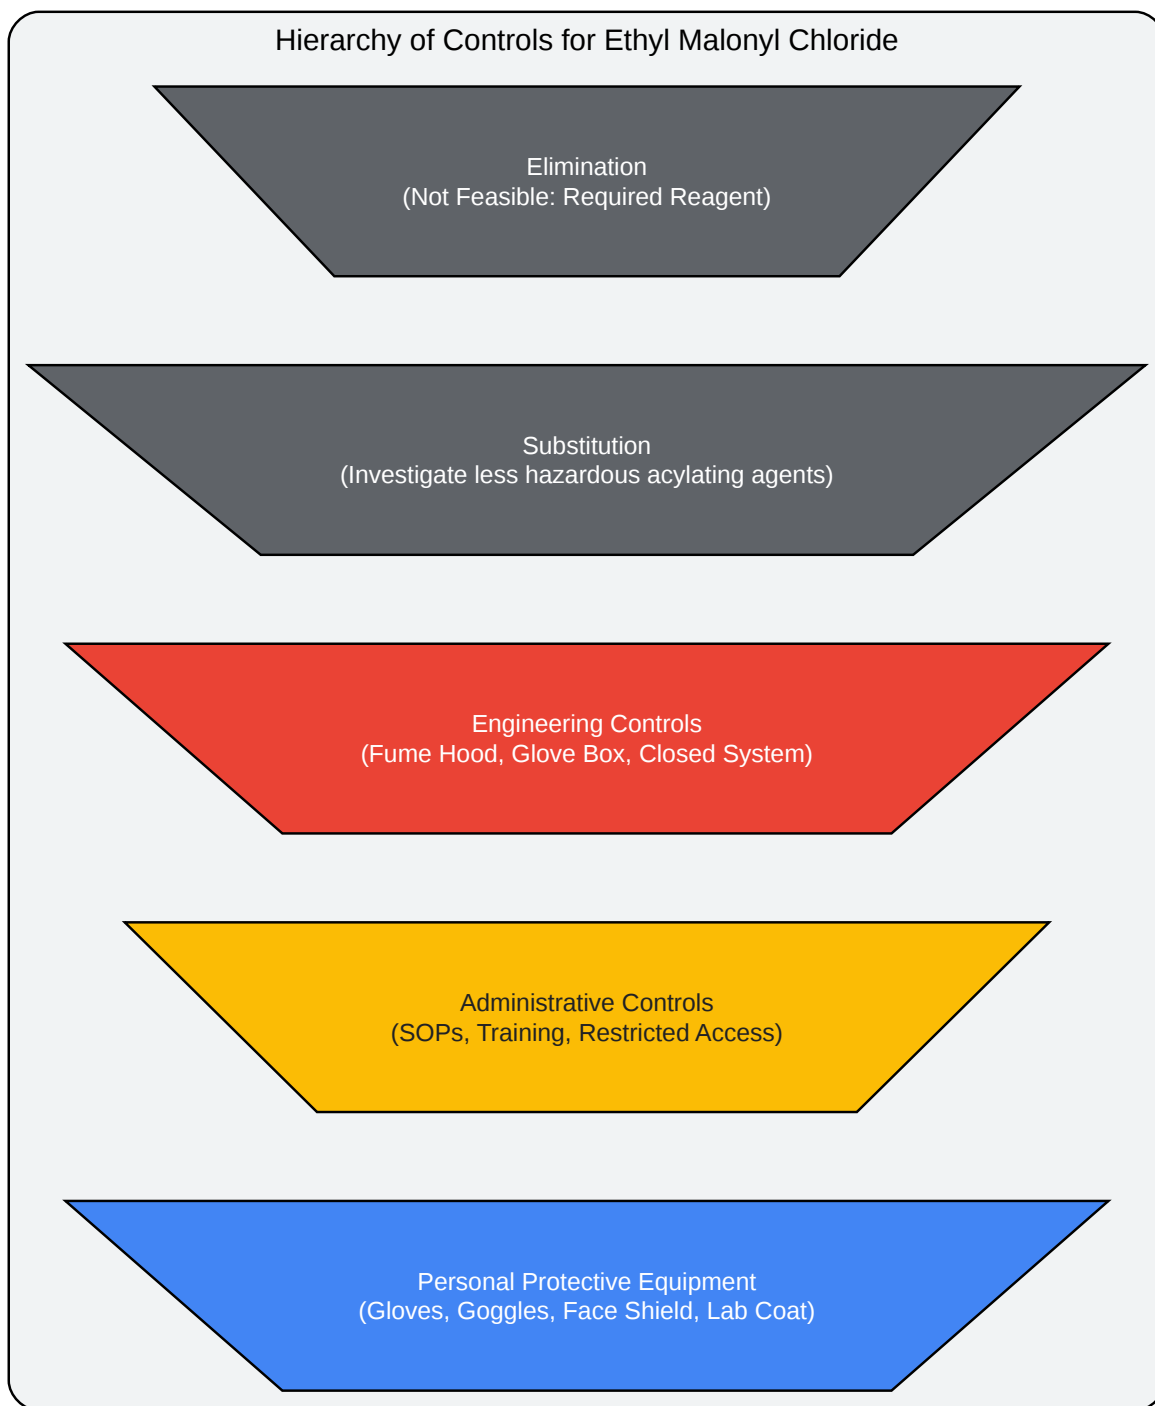 Hierarchy of Controls for Ethyl Malonyl Chloride
Elimination
(Not Feasible: Required Reagent)
Substitution
(Investigate less hazardous acylating agents)
Engineering Controls
(Fume Hood, Glove Box, Closed System)
Administrative Controls
(SOPs, Training, Restricted Access)
Personal Protective Equipment
(Gloves, Goggles, Face Shield, Lab Coat)